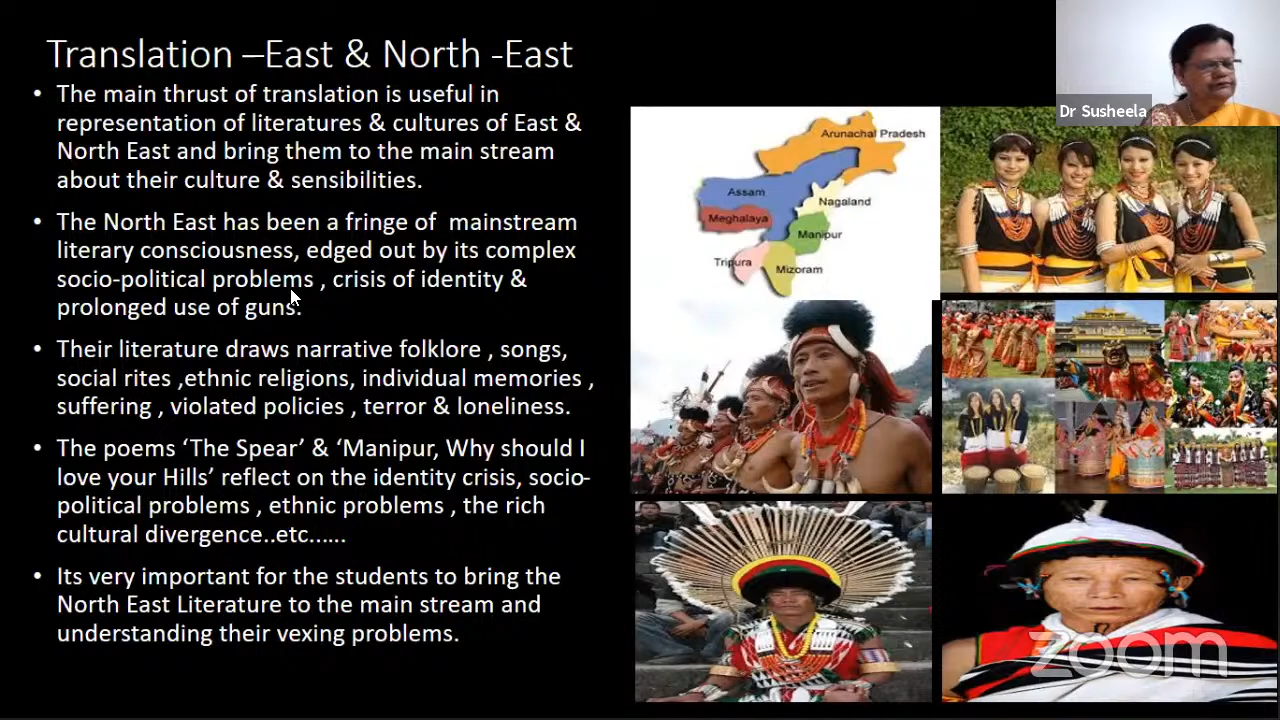 Translation –East & North -East
• The main thrust of translation is useful in
representation of literatures & cultures of East &
North East and bring them to the main stream
about their culture & sensibilities.
• The North East has been a fringe of mainstream
literary consciousness, edged out by its complex
socio-political problems , crisis of identity &
prolonged use of guns.
• Their literature draws narrative folklore , songs,
social rites ,ethnic religions, individual memories ,
suffering , violated policies , terror & loneliness.
• The poems ‘The Spear’ & ‘Manipur, Why should I
love your Hills’ reflect on the identity crisis, socio-
political problems , ethnic problems , the rich
cultural divergence..etc......
• Its very important for the students to bring the
North East Literature to the main stream and
understanding their vexing problems.
Dr Susheela
Arunachal Pradesh
Assam
Nagaland
Meghalaya
Manipur
Tripura
Mizoram
zoom